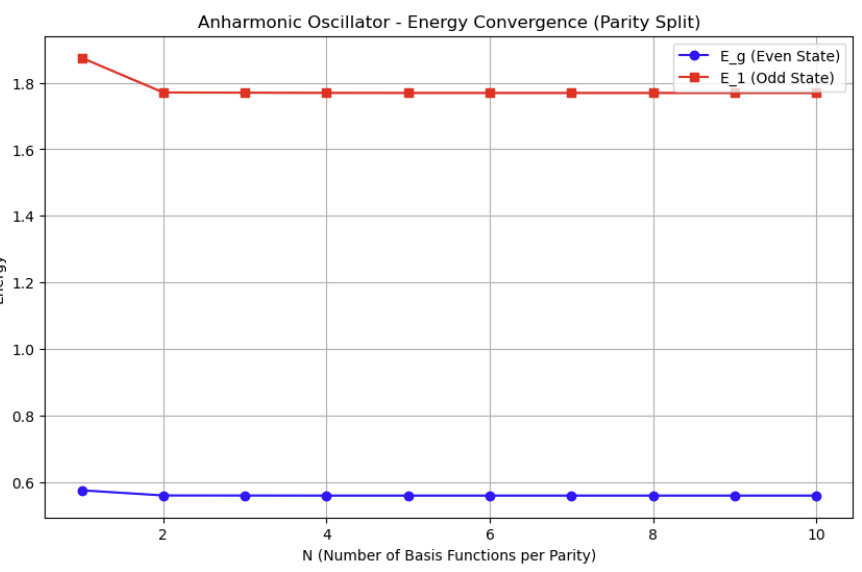 Anharmonic Oscillator - Energy Convergence (Parity Split)
E_g (Even State)
E_1 (Odd State)
1.8
1.6
1.4
1.2
1.0
0.8
0.6
Energy
2 4 6 8 10
N (Number of Basis Functions per Parity)